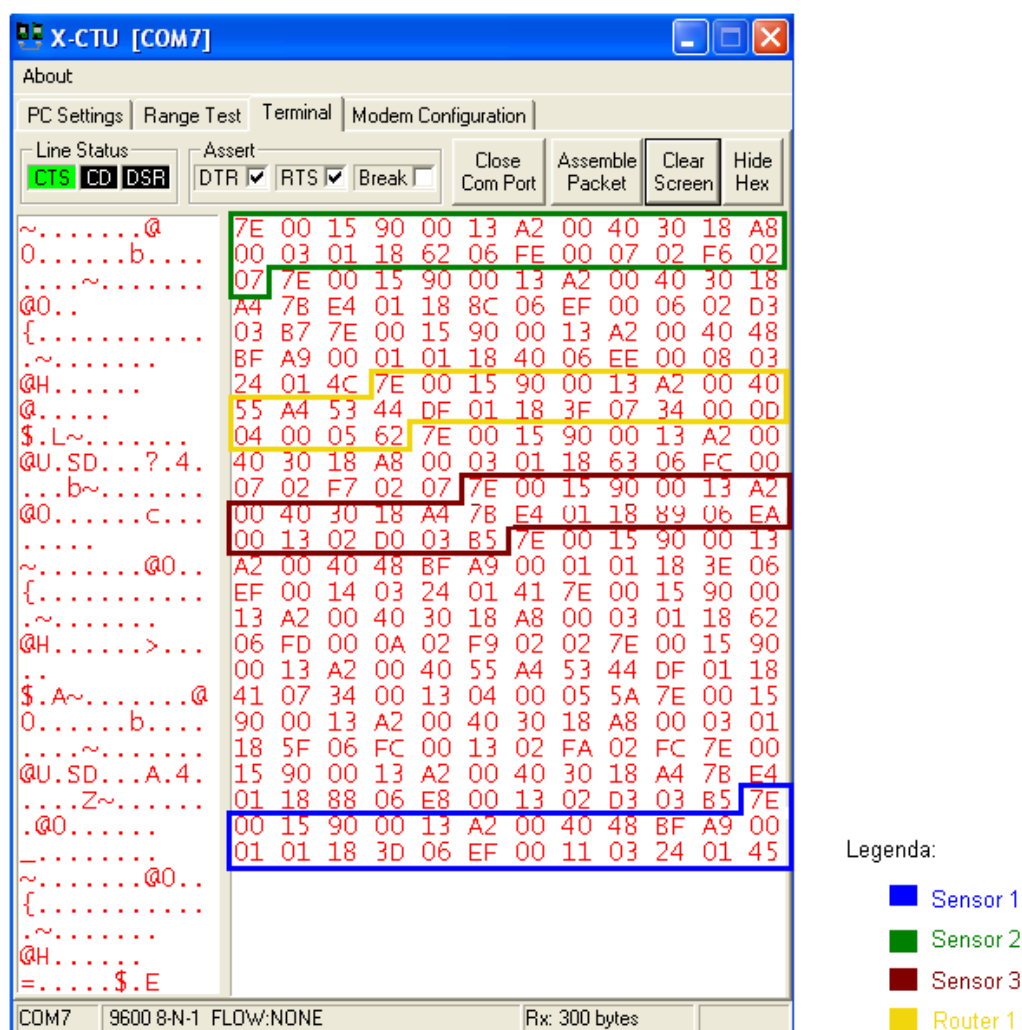 X-CTU [COM7]
About
PC Settings Range Test Terminal Modem Configuration
Line Status Assert
CTS CD DSR DTR RTS Break Close Com Port Assemble Packet Clear Screen Hide Hex
~.......@ 7E 00 15 90 00 13 A2 00 40 30 18 A8
0......b.... 00 03 01 18 62 06 FE 00 07 02 F6 02
....~....... 07 7E 00 15 90 00 13 A2 00 40 30 18
@0.. A4 7B E4 01 18 8C 06 EF 00 06 02 D3
{........... 03 B7 7E 00 15 90 00 13 A2 00 40 48
.~....... BF A9 00 01 01 18 40 06 EE 00 08 03
@H...... 24 01 4C 7E 00 15 90 00 13 A2 00 40
@..... 55 A4 53 44 DF 01 18 3F 07 34 00 0D
$.L~....... 04 00 05 62 7E 00 15 90 00 13 A2 00
@U.SD...?.4. 40 30 18 A8 00 03 01 18 63 06 FC 00
...b~....... 07 02 F7 02 07 7E 00 15 90 00 13 A2
@0......c... 00 40 30 18 A4 7B E4 01 18 89 06 EA
..... 00 13 02 D0 03 B5 7E 00 15 90 00 13
~.......@0.. A2 00 40 48 BF A9 00 01 01 18 3E 06
{........... EF 00 14 03 24 01 41 7E 00 15 90 00
.~....... 13 A2 00 40 30 18 A8 00 03 01 18 62
@H......>... 06 FD 00 0A 02 F9 02 02 7E 00 15 90
.. 00 13 A2 00 40 55 A4 53 44 DF 01 18
$.A~.......@ 41 07 34 00 13 04 00 05 5A 7E 00 15
0......b.... 90 00 13 A2 00 40 30 18 A8 00 03 01
....~....... 18 5F 06 FC 00 13 02 FA 02 FC 7E 00
@U.SD...A.4. 15 90 00 13 A2 00 40 30 18 A4 7B E4
....Z~...... 01 18 88 06 E8 00 13 02 D3 03 B5 7E
.@0...... 00 15 90 00 13 A2 00 40 48 BF A9 00
_......... 01 01 18 3D 06 EF 00 11 03 24 01 45
~.......@0..
{...........
.~.......
@H......
=.....$.E
COM7 9600 8-N-1 FLOW:NONE Rx: 300 bytes
Legenda:
Sensor 1
Sensor 2
Sensor 3
Router 1